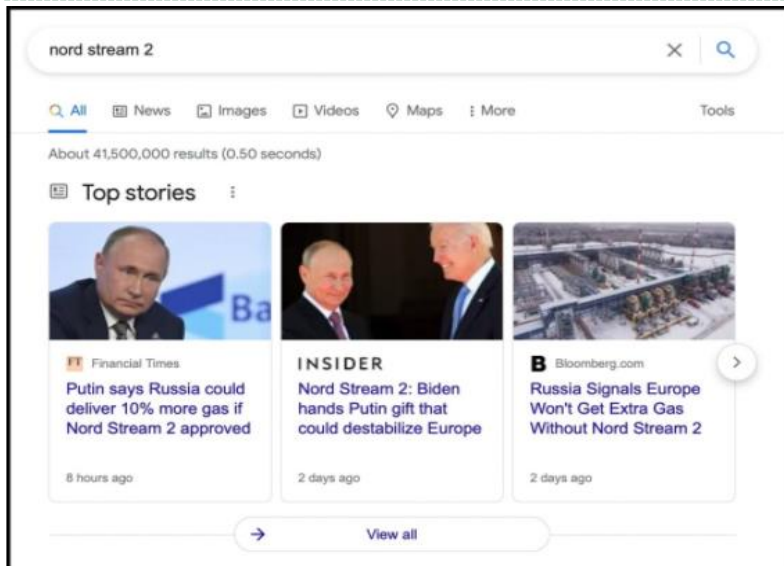 nord stream 2
All News Images Videos Maps More Tools
About 41,500,000 results (0.50 seconds)
Top stories
Ba
FT Financial Times
Putin says Russia could
deliver 10% more gas if
Nord Stream 2 approved
8 hours ago
INSIDER
Nord Stream 2: Biden
hands Putin gift that
could destabilize Europe
2 days ago
B Bloomberg.com
Russia Signals Europe
Won't Get Extra Gas
Without Nord Stream 2
2 days ago
View all